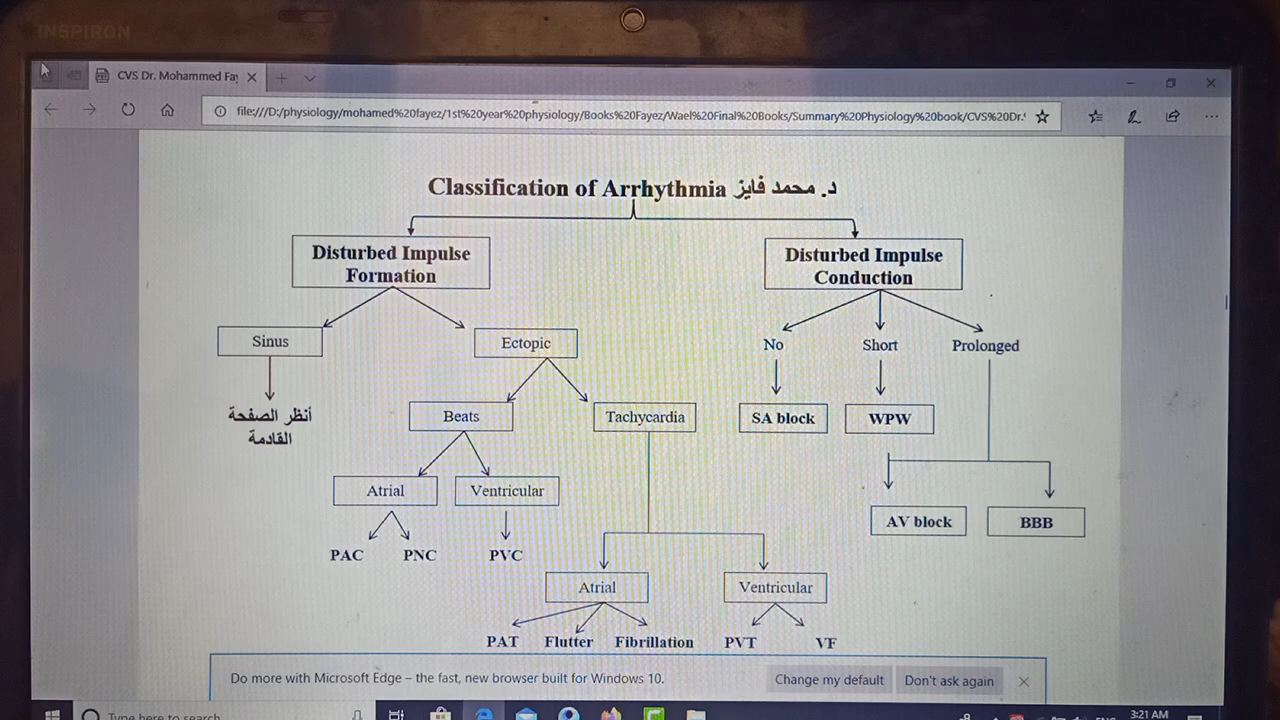 INSPIRON
CVS Dr. Mohammed Fay
file:///D:/physiology/mohamed%20fayez/1st%20year%20physiology/Books%20Fayez/Wael%20Final%20Books/Summary%20Physiology%20book/CVS%20Dr.
Classification of Arrhythmia د. محمد فايز
Disturbed Impulse
Formation
Disturbed Impulse
Conduction
Sinus
Ectopic
No
Short
Prolonged
أنظر الصفحة
القادمة
Beats
Tachycardia
SA block
WPW
Atrial
Ventricular
AV block
BBB
PAC
PNC
PVC
Atrial
Ventricular
PAT
Flutter
Fibrillation
PVT
VF
Do more with Microsoft Edge – the fast, new browser built for Windows 10.
Change my default
Don't ask again
Type here to search
ENG
3:21 AM